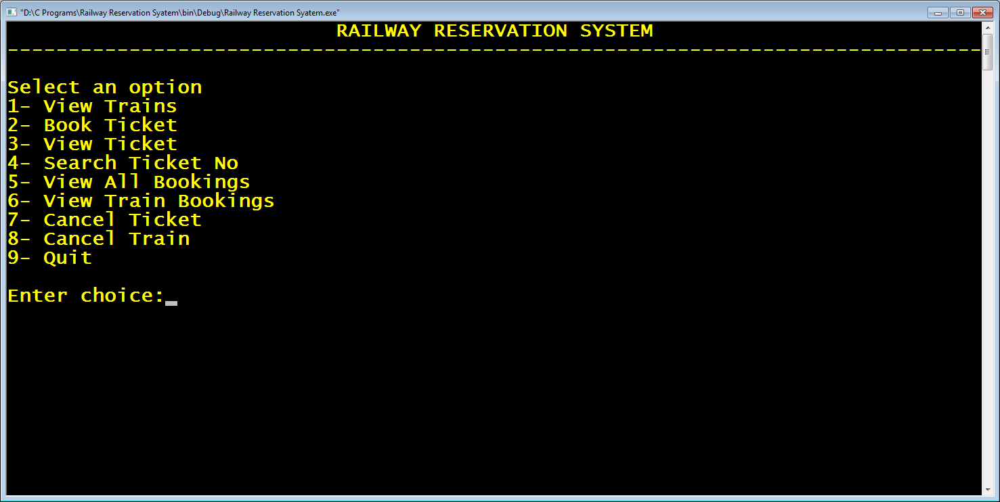 "D:\C Programs\Railway Reservation Syatem\bin\Debug\Railway Reservation Syatem.exe"
RAILWAY RESERVATION SYSTEM
--------------------------------------------------------------------------------
Select an option
1- View Trains
2- Book Ticket
3- View Ticket
4- Search Ticket No
5- View All Bookings
6- View Train Bookings
7- Cancel Ticket
8- Cancel Train
9- Quit
Enter choice: